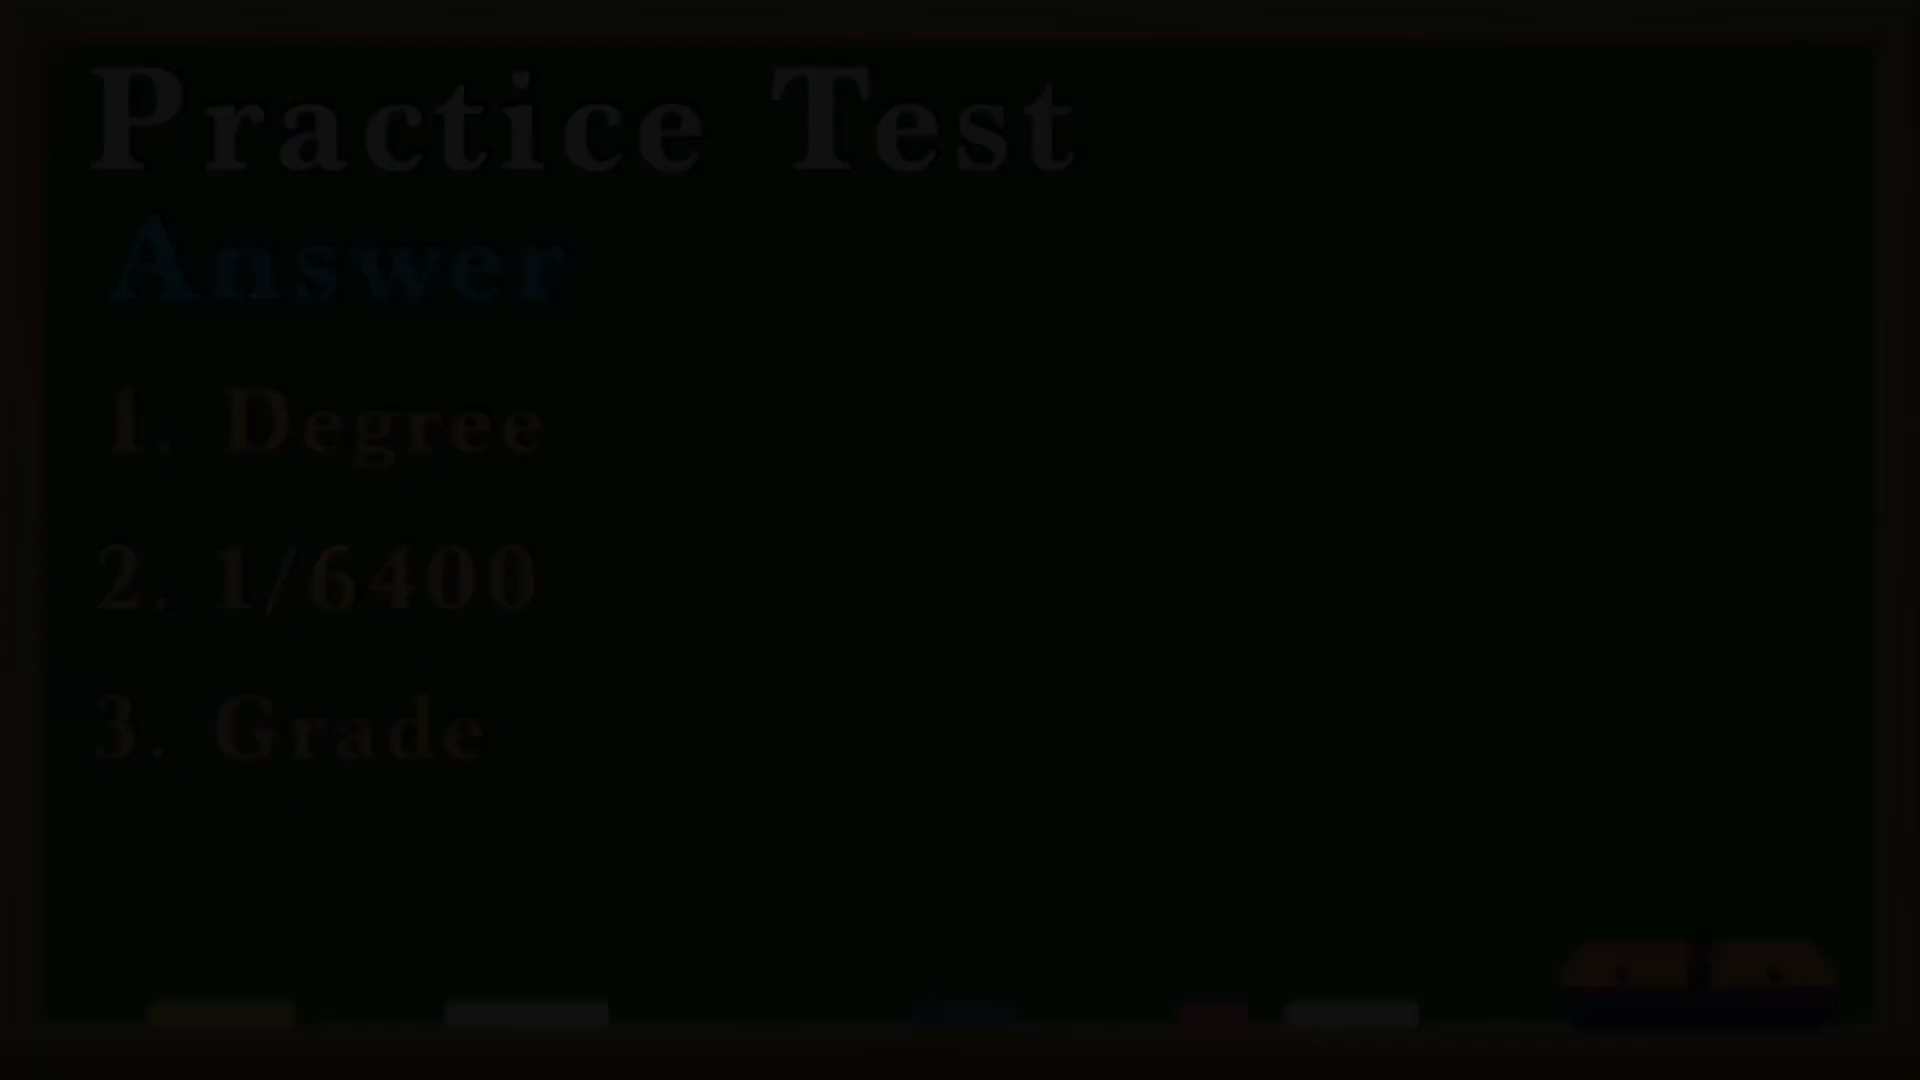 Practice Test
Answer
1. Degree
2. 1/6400
3. Grade